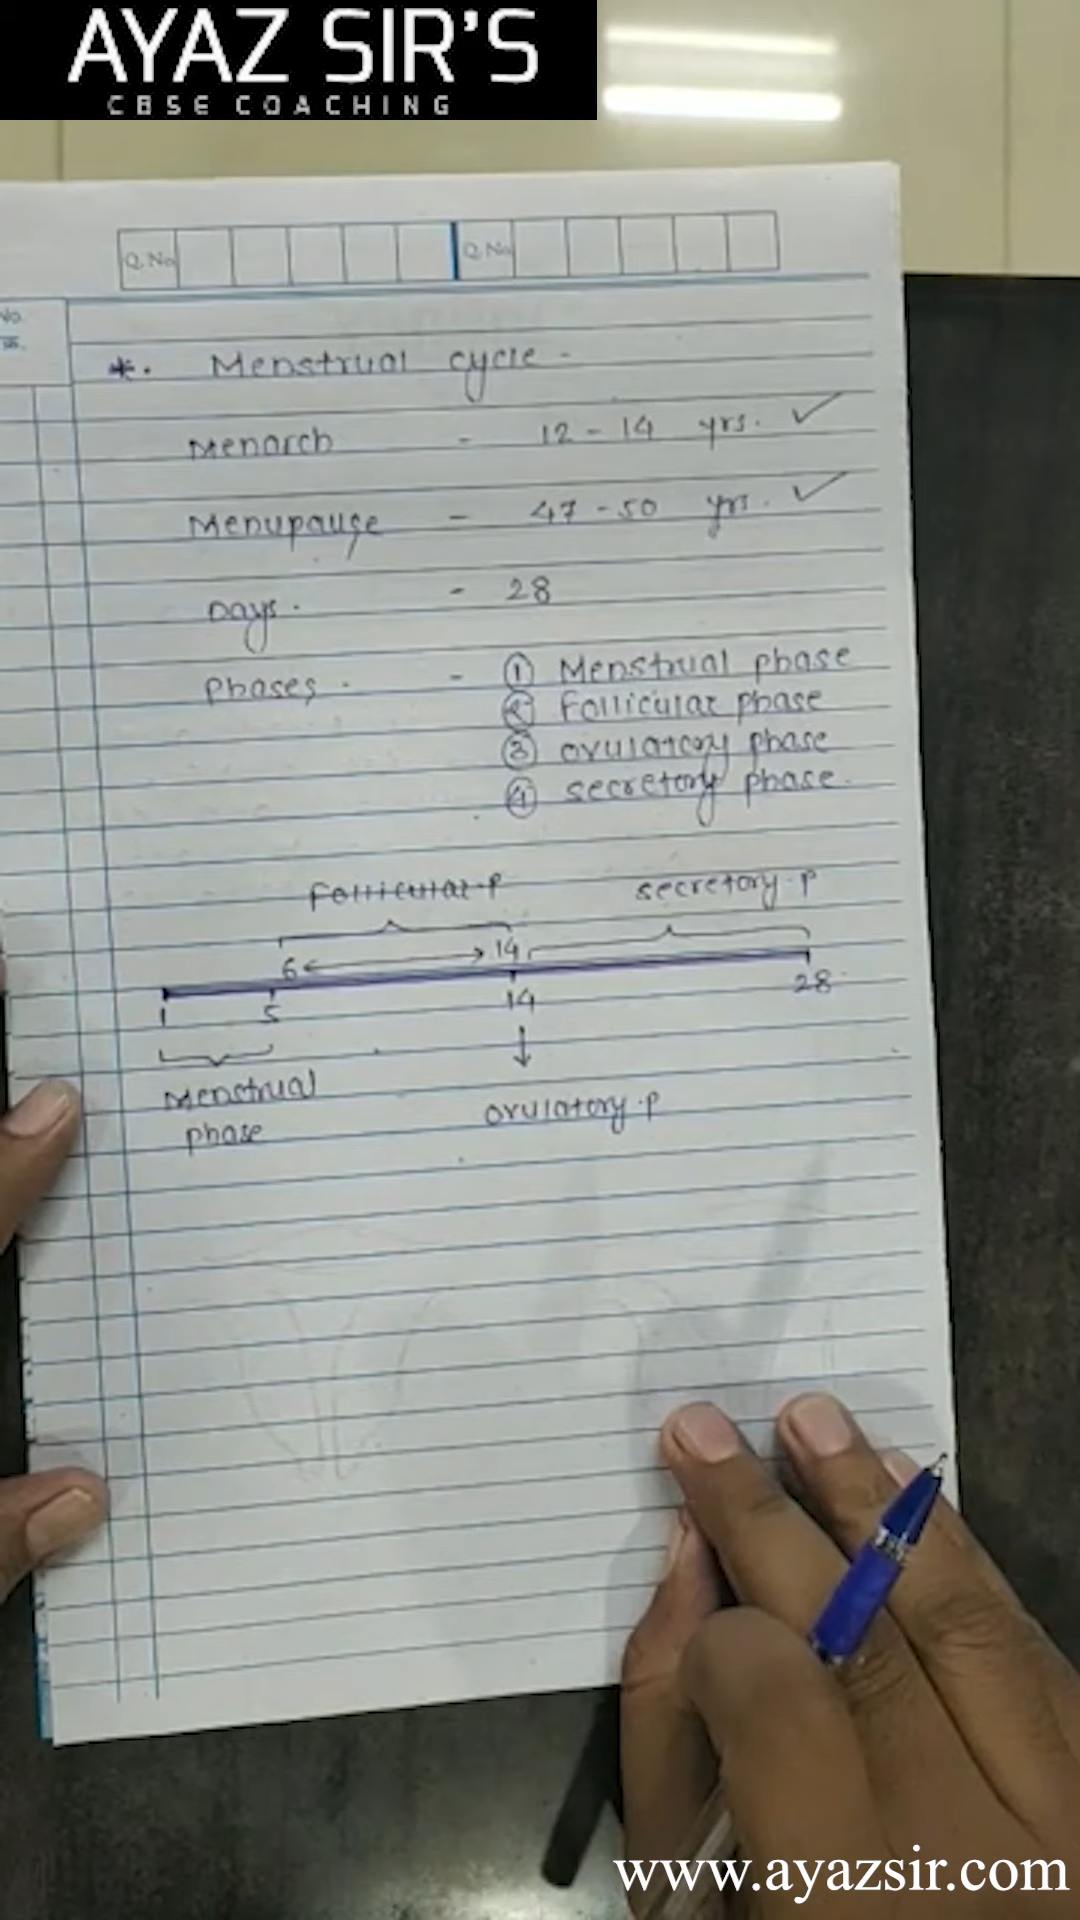 AYAZ SIR'S
CBSE COACHING
Q.No Q.No
No.
*. Menstrual cycle -
Menarch - 12 - 14 yrs. ✓
Menupause - 47 - 50 yrs. ✓
Days. - 28
Phases. - ① Menstrual phase
② Follicular phase
③ ovulatory phase
④ secretory phase.
Follicular-p secretory.p
6 14
1 5 14 28
Menstrual
phase
ovulatory.p
www.ayazsir.com